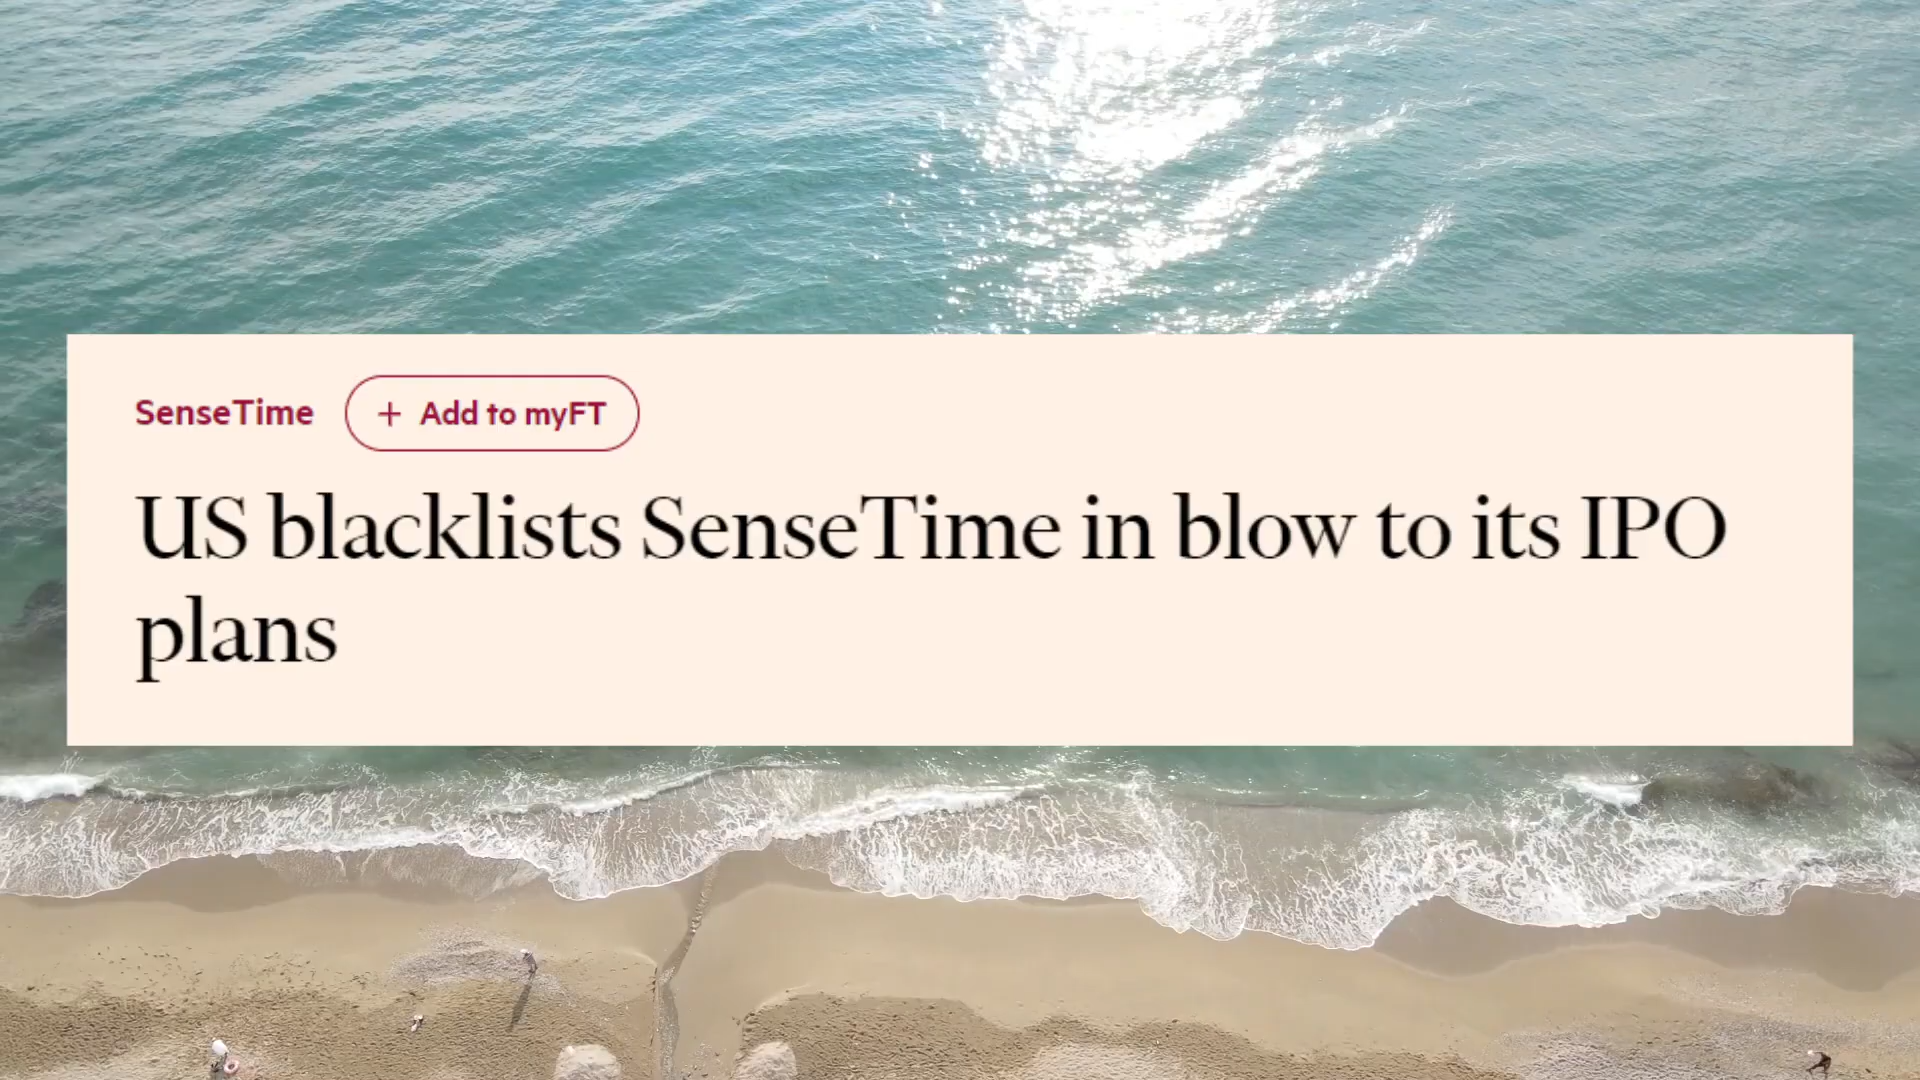 SenseTime + Add to myFT
US blacklists SenseTime in blow to its IPO
plans